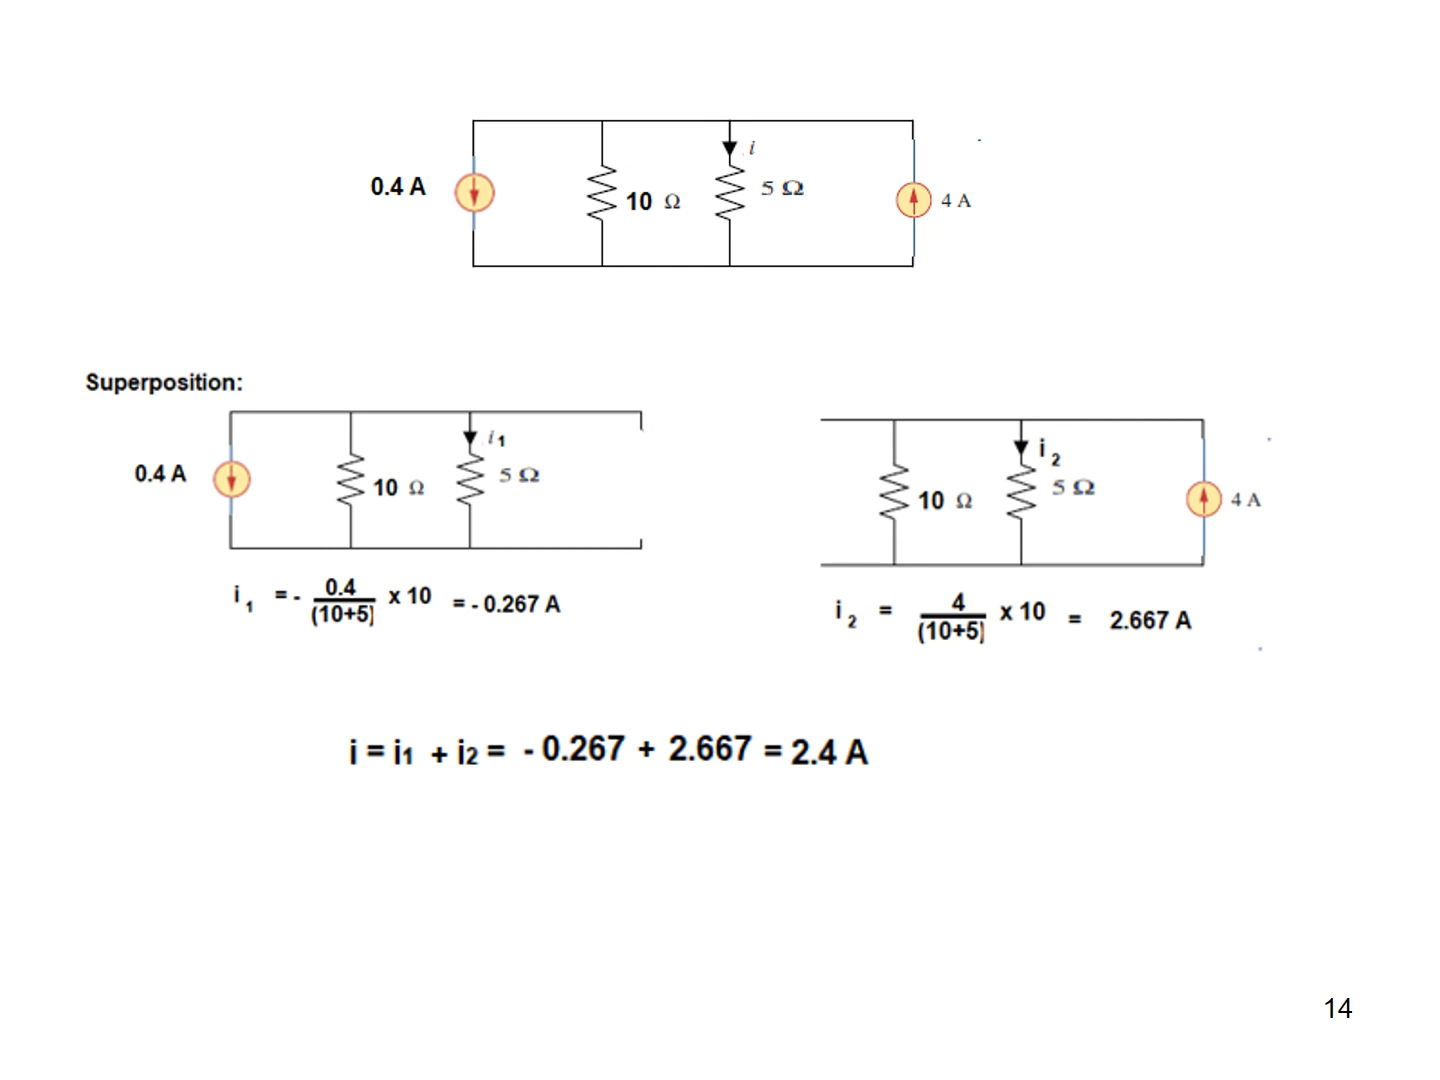 0.4 A
10 Ω
i
5 Ω
4 A
Superposition:
0.4 A
10 Ω
i1
5 Ω
i1 = - 0.4/(10+5) x 10 = - 0.267 A
10 Ω
i2
5 Ω
4 A
i2 = 4/(10+5) x 10 = 2.667 A
i = i1 + i2 = - 0.267 + 2.667 = 2.4 A
14